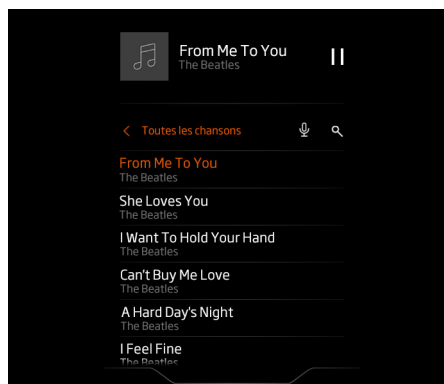 From Me To You
The Beatles
Toutes les chansons
From Me To You
The Beatles
She Loves You
The Beatles
I Want To Hold Your Hand
The Beatles
Can't Buy Me Love
The Beatles
A Hard Day's Night
The Beatles
I Feel Fine
The Beatles